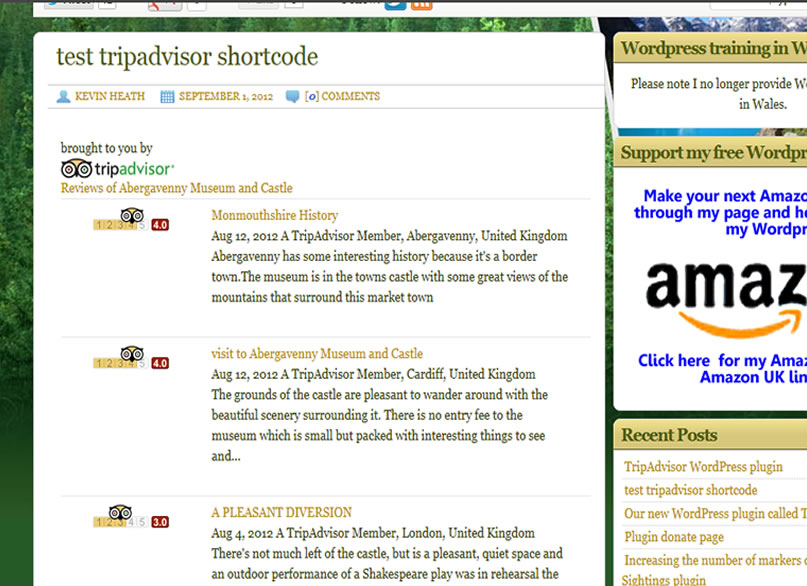 test tripadvisor shortcode
KEVIN HEATH SEPTEMBER 1, 2012 [0] COMMENTS
brought to you by
tripadvisor
Reviews of Abergavenny Museum and Castle
1 2 3 4 5 4.0
Monmouthshire History
Aug 12, 2012 A TripAdvisor Member, Abergavenny, United Kingdom
Abergavenny has some interesting history because it's a border
town.The museum is in the towns castle with some great views of the
mountains that surround this market town
1 2 3 4 5 4.0
visit to Abergavenny Museum and Castle
Aug 12, 2012 A TripAdvisor Member, Cardiff, United Kingdom
The grounds of the castle are pleasant to wander around with the
beautiful scenery surrounding it. There is no entry fee to the
museum which is small but packed with interesting things to see
and...
1 2 3 4 5 3.0
A PLEASANT DIVERSION
Aug 4, 2012 A TripAdvisor Member, London, United Kingdom
There's not much left of the castle, but is a pleasant, quiet space and
an outdoor performance of a Shakespeare play was in rehearsal the
Wordpress training in W
Please note I no longer provide Wo
in Wales.
Support my free Wordpr
Make your next Amazo
through my page and he
my Wordpr
amaz
Click here for my Amaz
Amazon UK lin
Recent Posts
TripAdvisor WordPress plugin
test tripadvisor shortcode
Our new WordPress plugin called T
Plugin donate page
Increasing the number of markers o
Sightings plugin